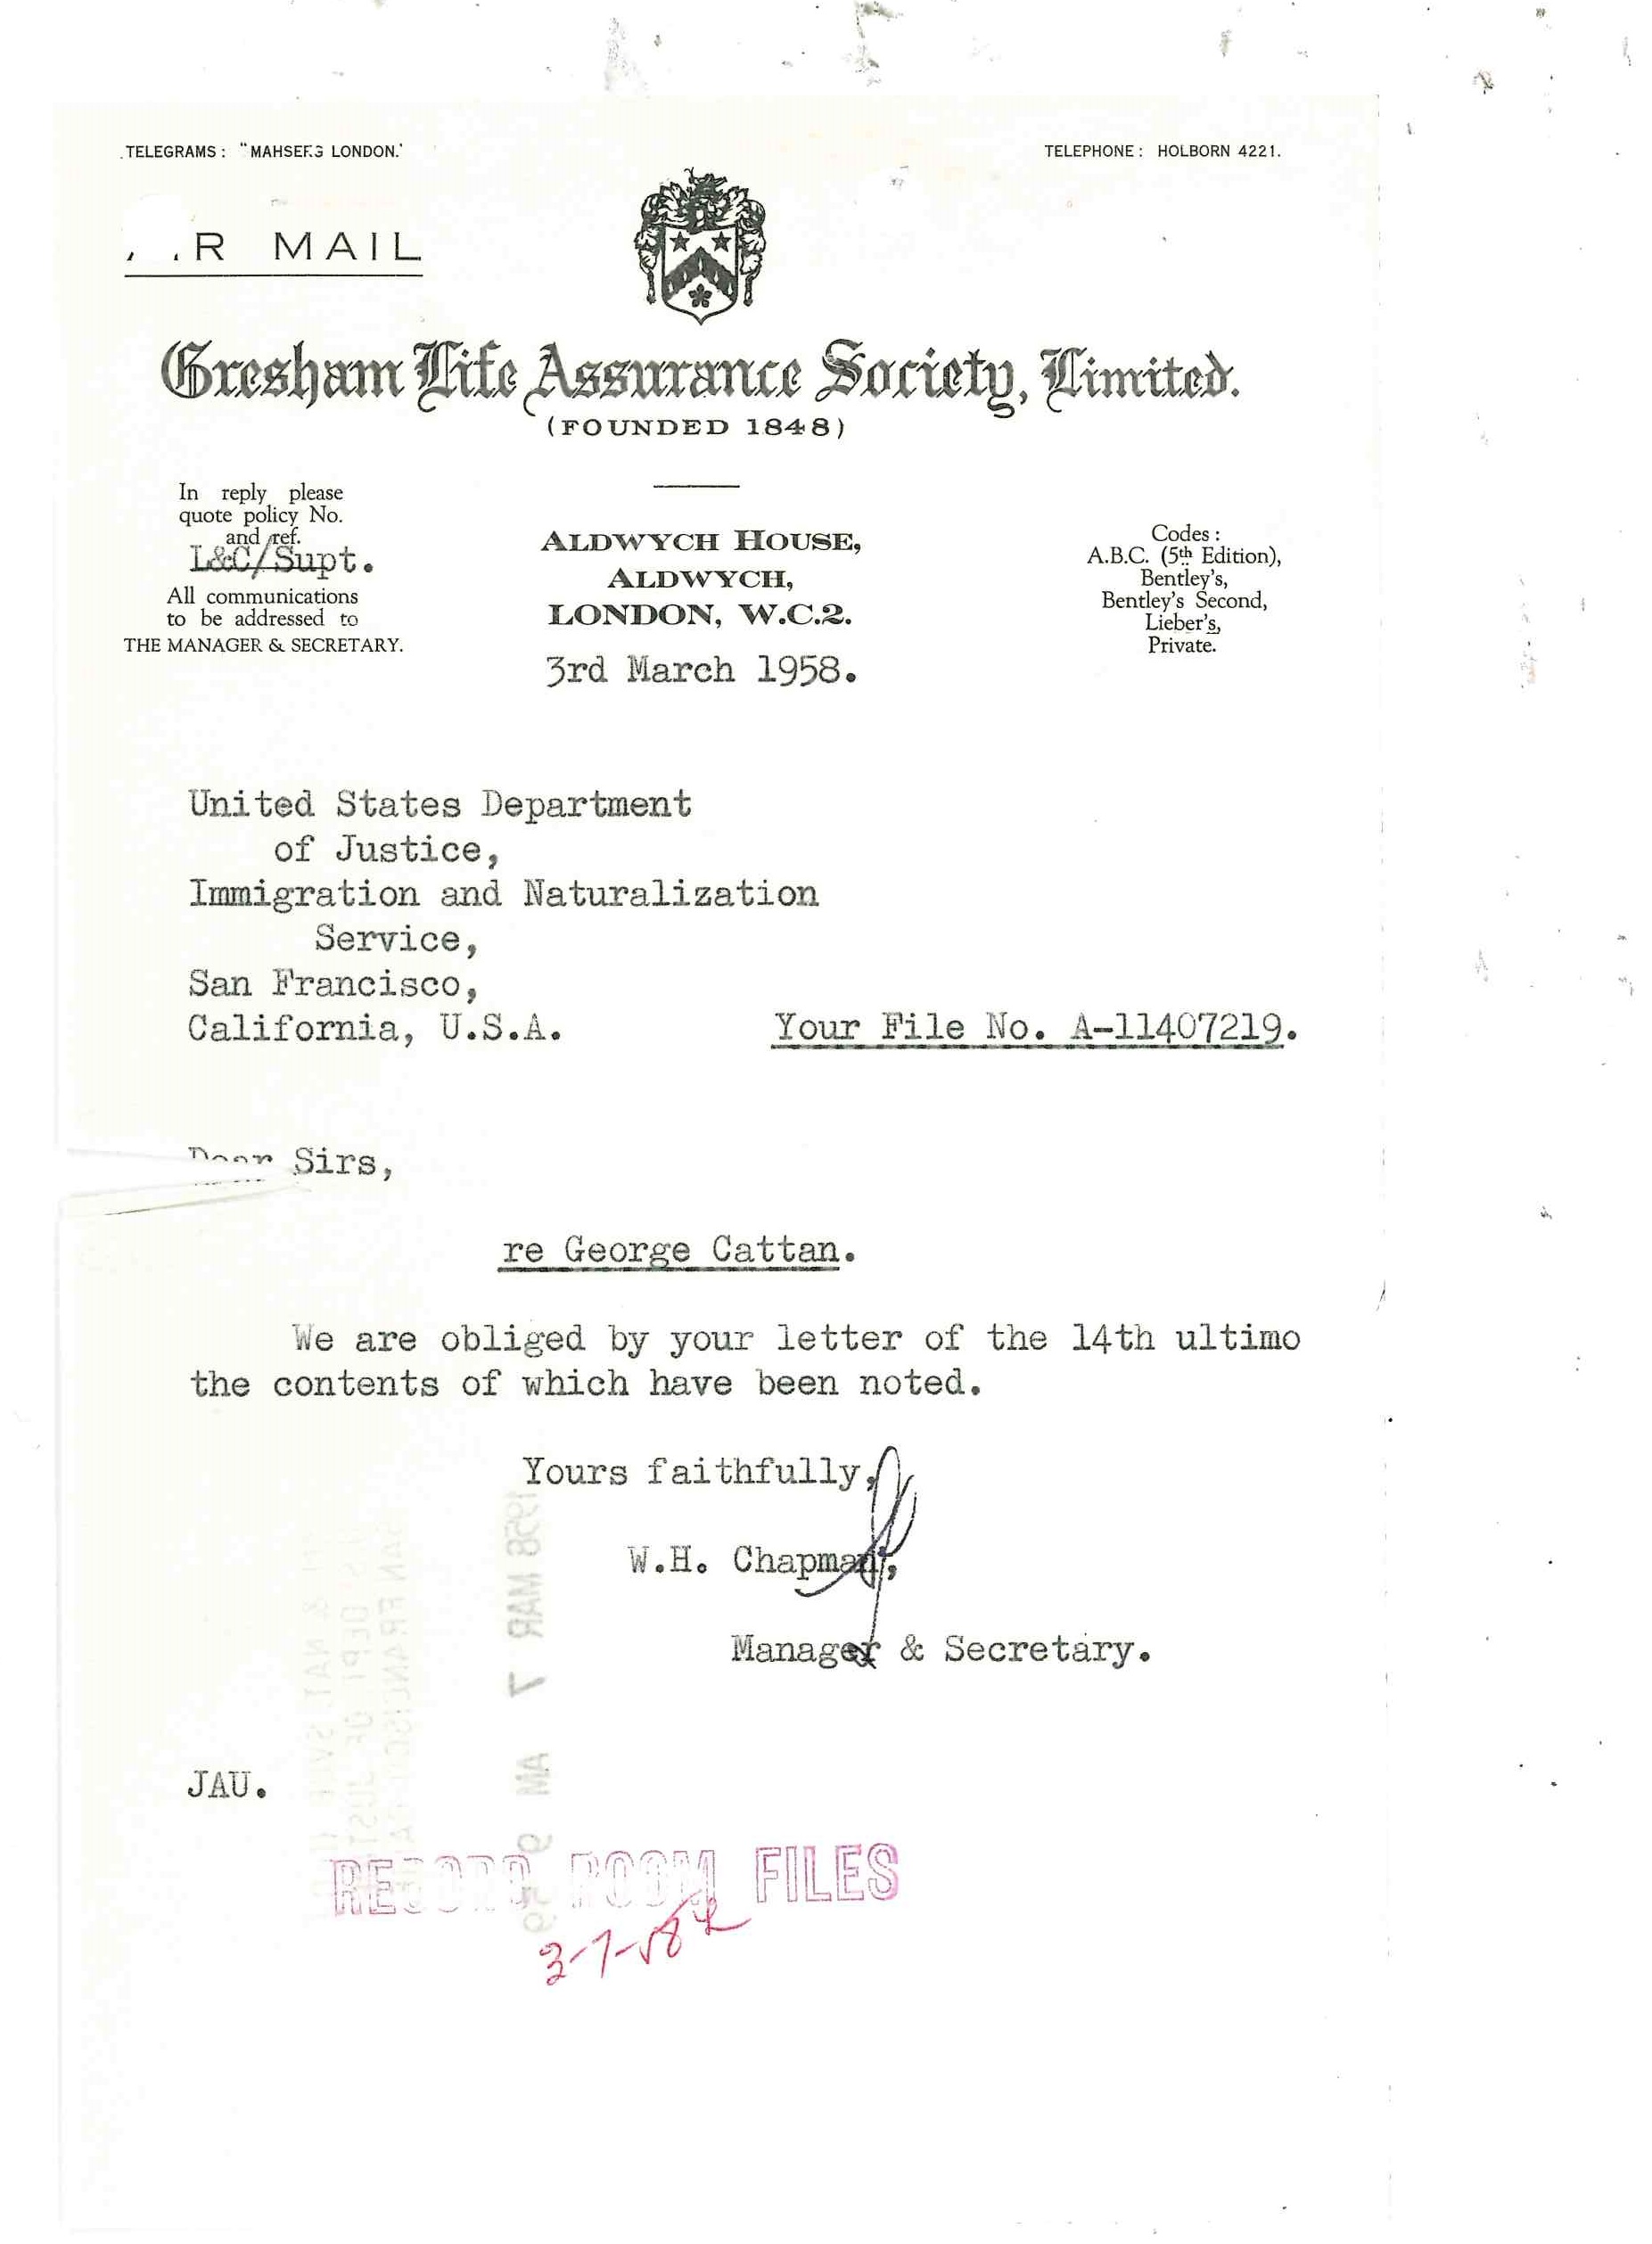 TELEGRAMS: "MAHSERG LONDON."
TELEPHONE: HOLBORN 4221.
R MAIL
Gresham Life Assurance Society, Limited.
(FOUNDED 1848)
In reply please
quote policy No.
and ref.
L&C/Supt.
All communications
to be addressed to
THE MANAGER & SECRETARY.
ALDWYCH HOUSE,
ALDWYCH,
LONDON, W.C.2.
3rd March 1958.
Codes:
A.B.C. (5th Edition),
Bentley's,
Bentley's Second,
Lieber's,
Private.
United States Department
of Justice,
Immigration and Naturalization
Service,
San Francisco,
California, U.S.A.
Your File No. A-11407219.
Dear Sirs,
re George Cattan.
We are obliged by your letter of the 14th ultimo
the contents of which have been noted.
Yours faithfully,
W.H. Chapman,
Manager & Secretary.
JAU.
1958 MAR 7 AM 9 59
RECORD ROOM FILES
3-7-58